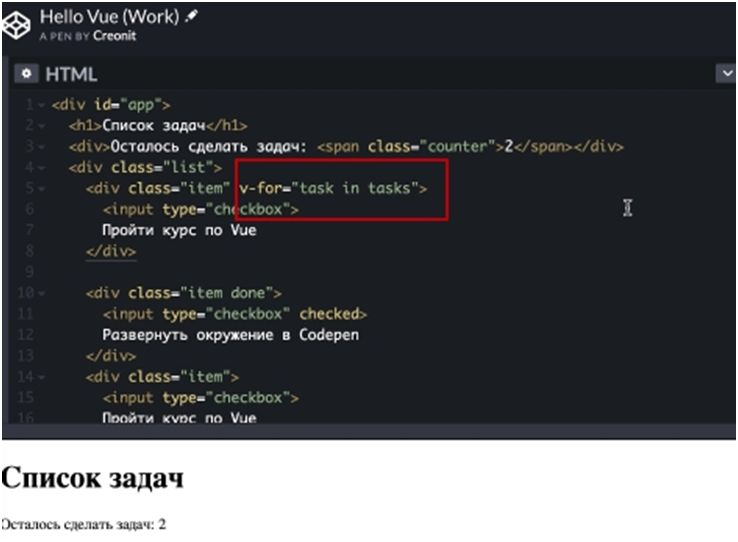 Hello Vue (Work)
A PEN BY Creonit
HTML
1 <div id="app">
2 <h1>Список задач</h1>
3 <div>Осталось сделать задач: <span class="counter">2</span></div>
4 <div class="list">
5 <div class="item" v-for="task in tasks">
6 <input type="checkbox">
7 Пройти курс по Vue
8 </div>
9
10 <div class="item done">
11 <input type="checkbox" checked>
12 Развернуть окружение в Codepen
13 </div>
14 <div class="item">
15 <input type="checkbox">
16 Пройти курс по Vue
Список задач
Осталось сделать задач: 2